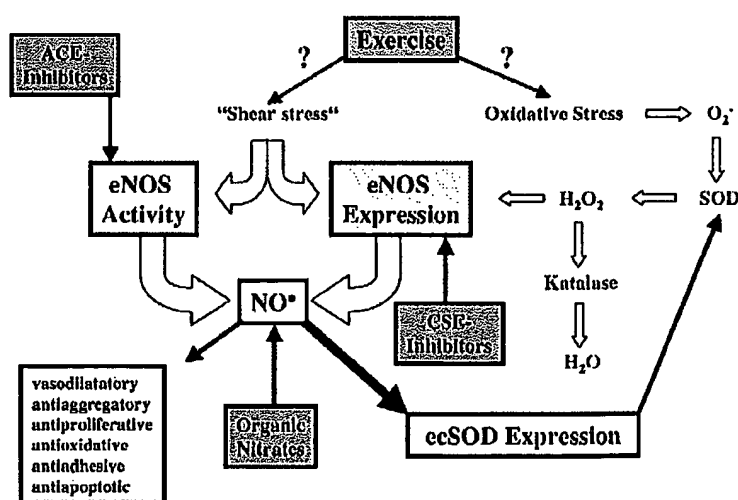 Exercise
?
?
ACE-
Inhibitors
"Shear stress"
Oxidative Stress
O₂•
eNOS
Activity
eNOS
Expression
H₂O₂
SOD
NO•
CSE-
Inhibitors
Katalase
H₂O
vasodilatatory
antiaggregatory
antiproliferative
antioxidative
antiadhesive
antiapoptotic
Organic
Nitrates
ecSOD Expression